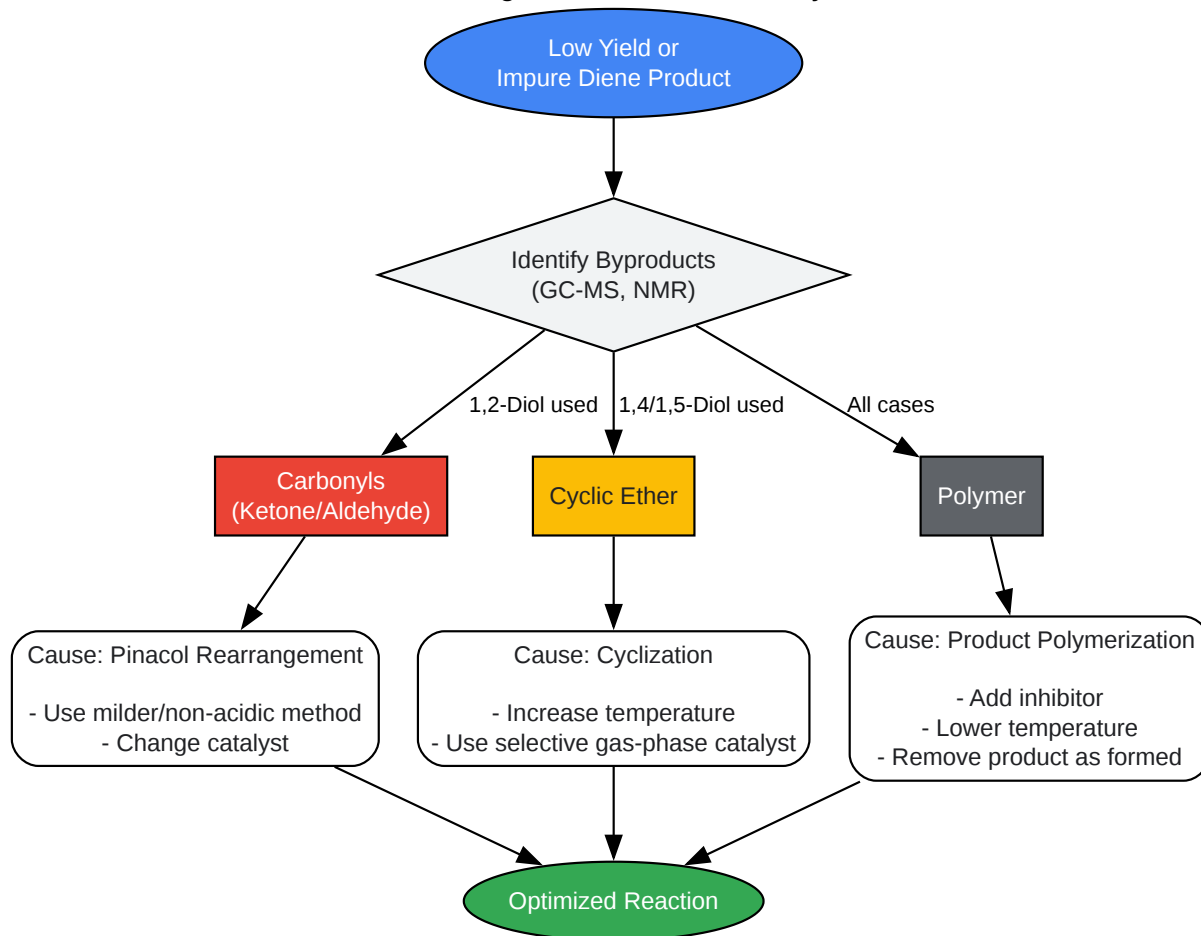 Low Yield or
Impure Diene Product
Identify Byproducts
(GC-MS, NMR)
1,2-Diol used
1,4/1,5-Diol used
All cases
Carbonyls
(Ketone/Aldehyde)
Cyclic Ether
Polymer
Cause: Pinacol Rearrangement
- Use milder/non-acidic method
- Change catalyst
Cause: Cyclization
- Increase temperature
- Use selective gas-phase catalyst
Cause: Product Polymerization
- Add inhibitor
- Lower temperature
- Remove product as formed
Optimized Reaction